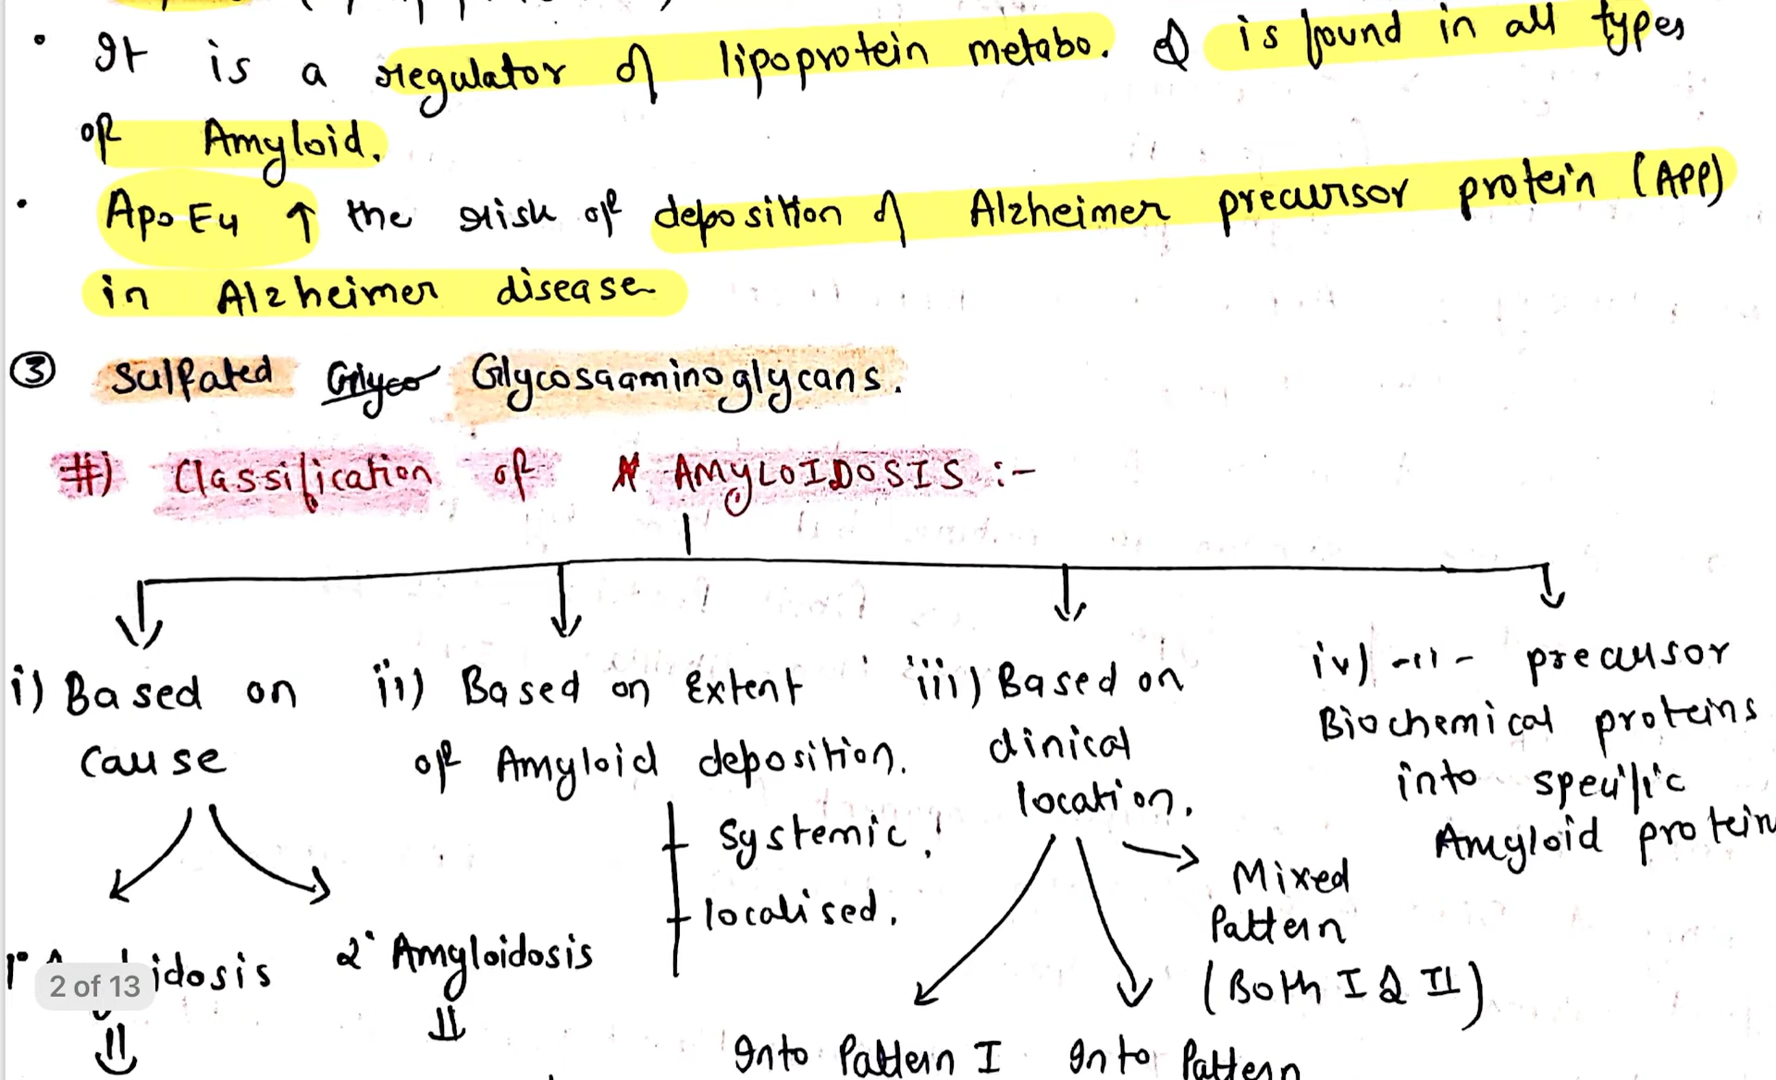 • It is a regulator of lipoprotein metabo. & is found in all types
of Amyloid.
• Apo E4 ↑ the risk of deposition of Alzheimer precursor protein (APP)
in Alzheimer disease
③ Sulfated Glyco Glycosaaminoglycans.
#) Classification of AMYLOIDOSIS :-
i) Based on
cause
1° idosis
2° Amyloidosis
ii) Based on Extent
of Amyloid deposition.
Systemic.
localised.
iii) Based on
clinical
location.
Mixed
Pattern
(Both I & II)
Into Pattern I
Into Pattern
iv) -11- precursor
Biochemical proteins
into specific
Amyloid protein
2 of 13